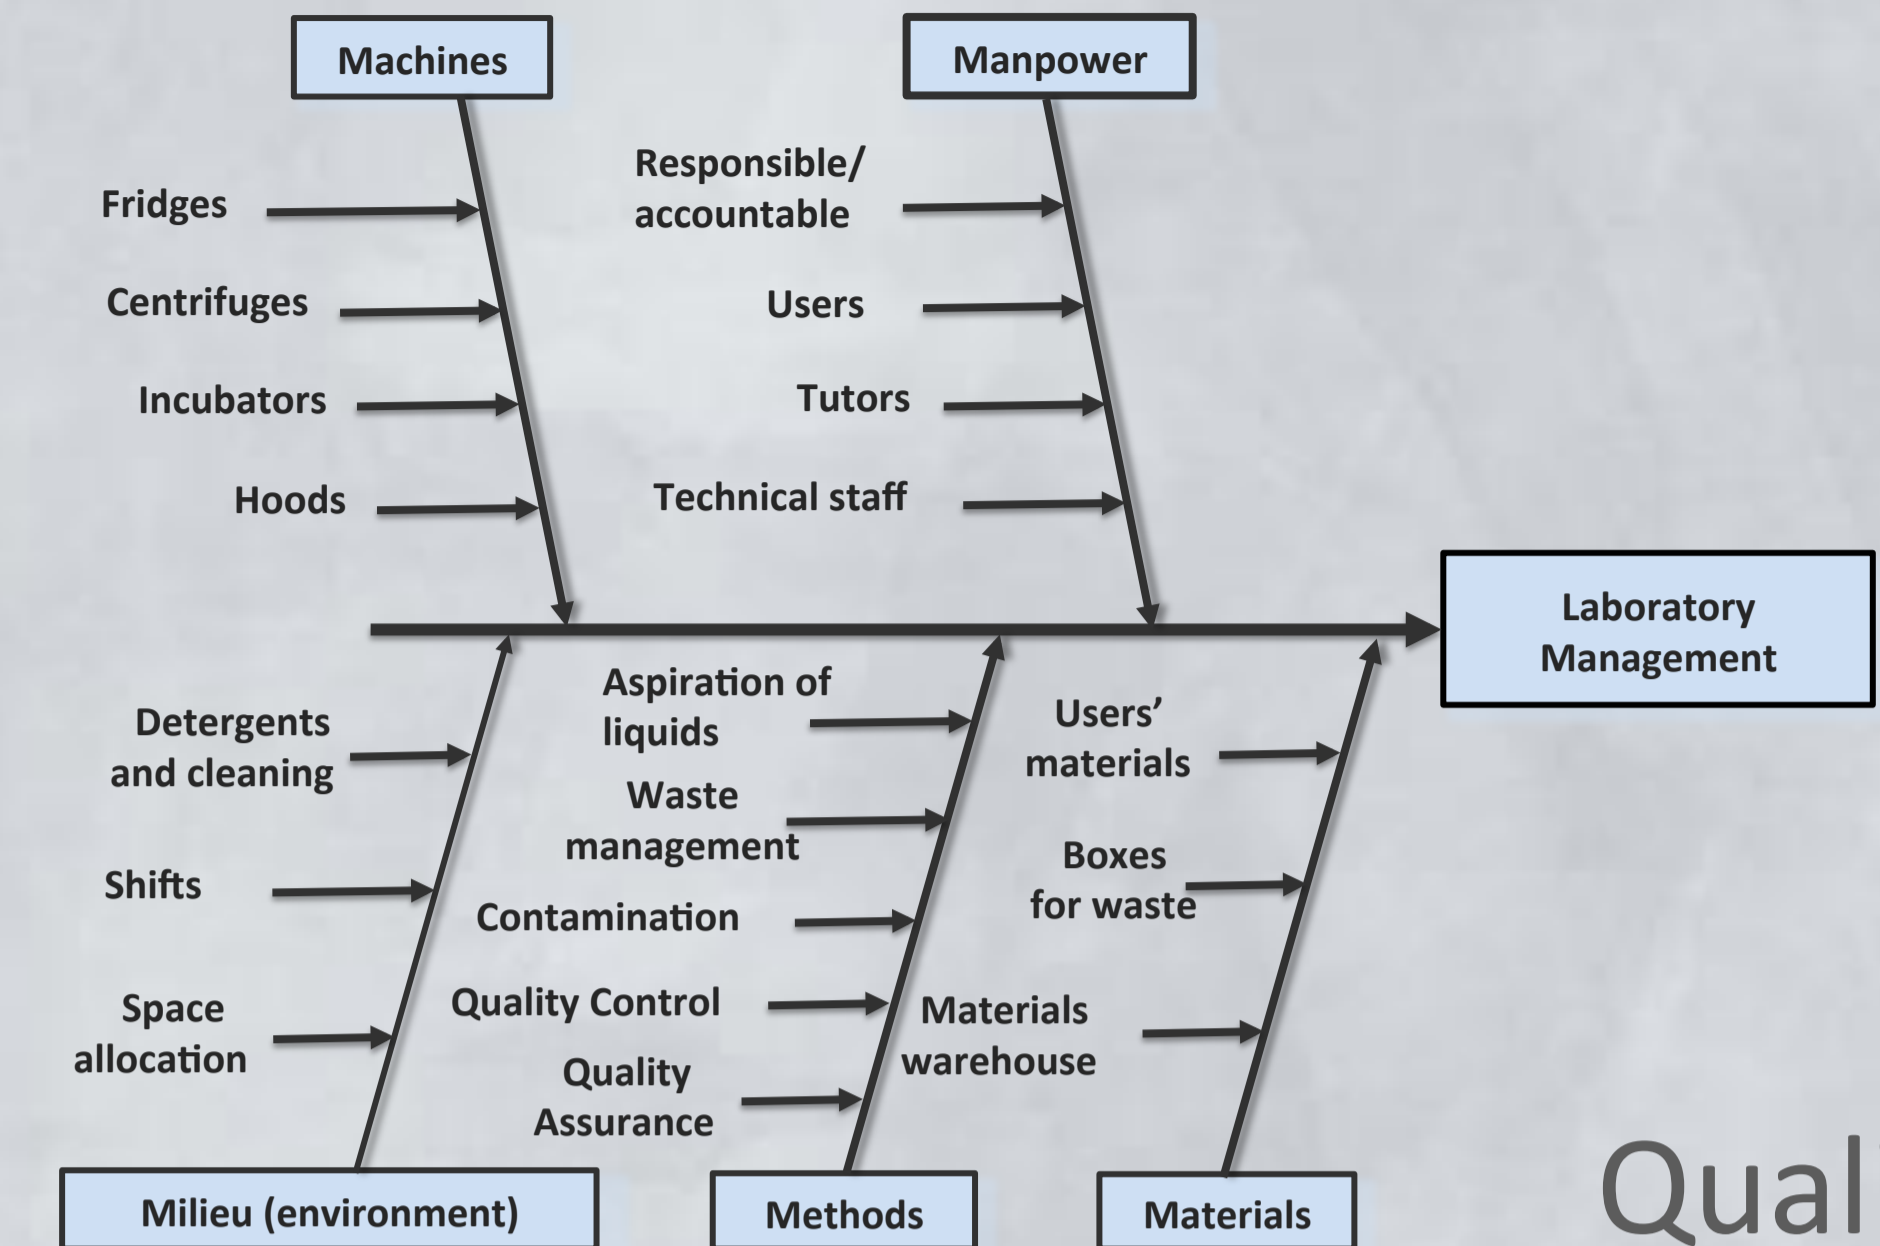 Machines
Manpower
Responsible/
accountable
Fridges
Centrifuges
Users
Incubators
Tutors
Hoods
Technical staff
Laboratory
Management
Aspiration of
liquids
Detergents
and cleaning
Users’
materials
Waste
management
Boxes
for waste
Shifts
Contamination
Space
allocation
Quality Control
Materials
warehouse
Quality
Assurance
Milieu (environment)
Methods
Materials
Qual